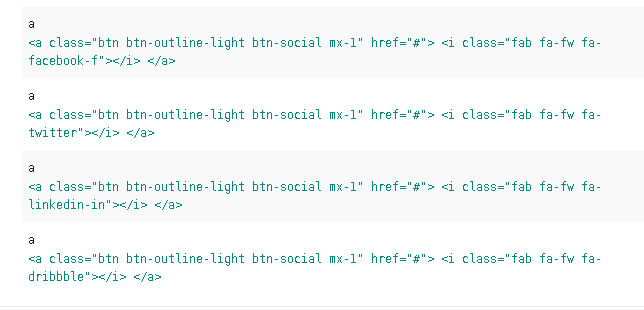 a
<a class="btn btn-outline-light btn-social mx-1" href="#"> <i class="fab fa-fw fa-
facebook-f"></i> </a>
a
<a class="btn btn-outline-light btn-social mx-1" href="#"> <i class="fab fa-fw fa-
twitter"></i> </a>
a
<a class="btn btn-outline-light btn-social mx-1" href="#"> <i class="fab fa-fw fa-
linkedin-in"></i> </a>
a
<a class="btn btn-outline-light btn-social mx-1" href="#"> <i class="fab fa-fw fa-
dribbble"></i> </a>